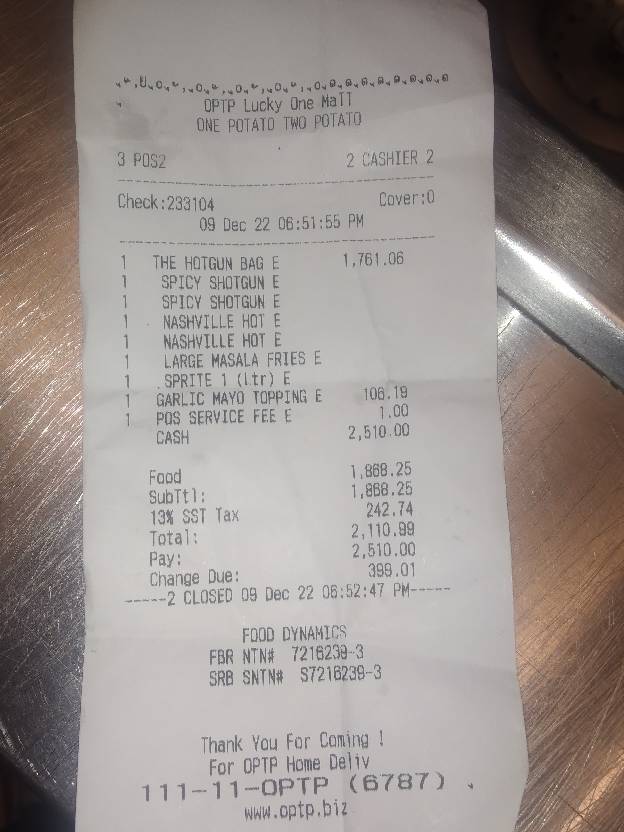 OPTP Lucky One Mall
ONE POTATO TWO POTATO
3 POS2 2 CASHIER 2
Check:233104 Cover:0
09 Dec 22 06:51:55 PM
1 THE HOTGUN BAG E 1,761.06
1 SPICY SHOTGUN E
1 SPICY SHOTGUN E
1 NASHVILLE HOT E
1 NASHVILLE HOT E
1 LARGE MASALA FRIES E
1 .SPRITE 1 (Ltr) E
1 GARLIC MAYO TOPPING E 106.19
1 POS SERVICE FEE E 1.00
CASH 2,510.00
Food 1,868.25
SubTtl: 1,868.25
13% SST Tax 242.74
Total: 2,110.99
Pay: 2,510.00
Change Due: 399.01
-----2 CLOSED 09 Dec 22 06:52:47 PM-----
FOOD DYNAMICS
FBR NTN# 7216239-3
SRB SNTN# S7216239-3
Thank You For Coming !
For OPTP Home Deliv
111-11-OPTP (6787)
www.optp.biz